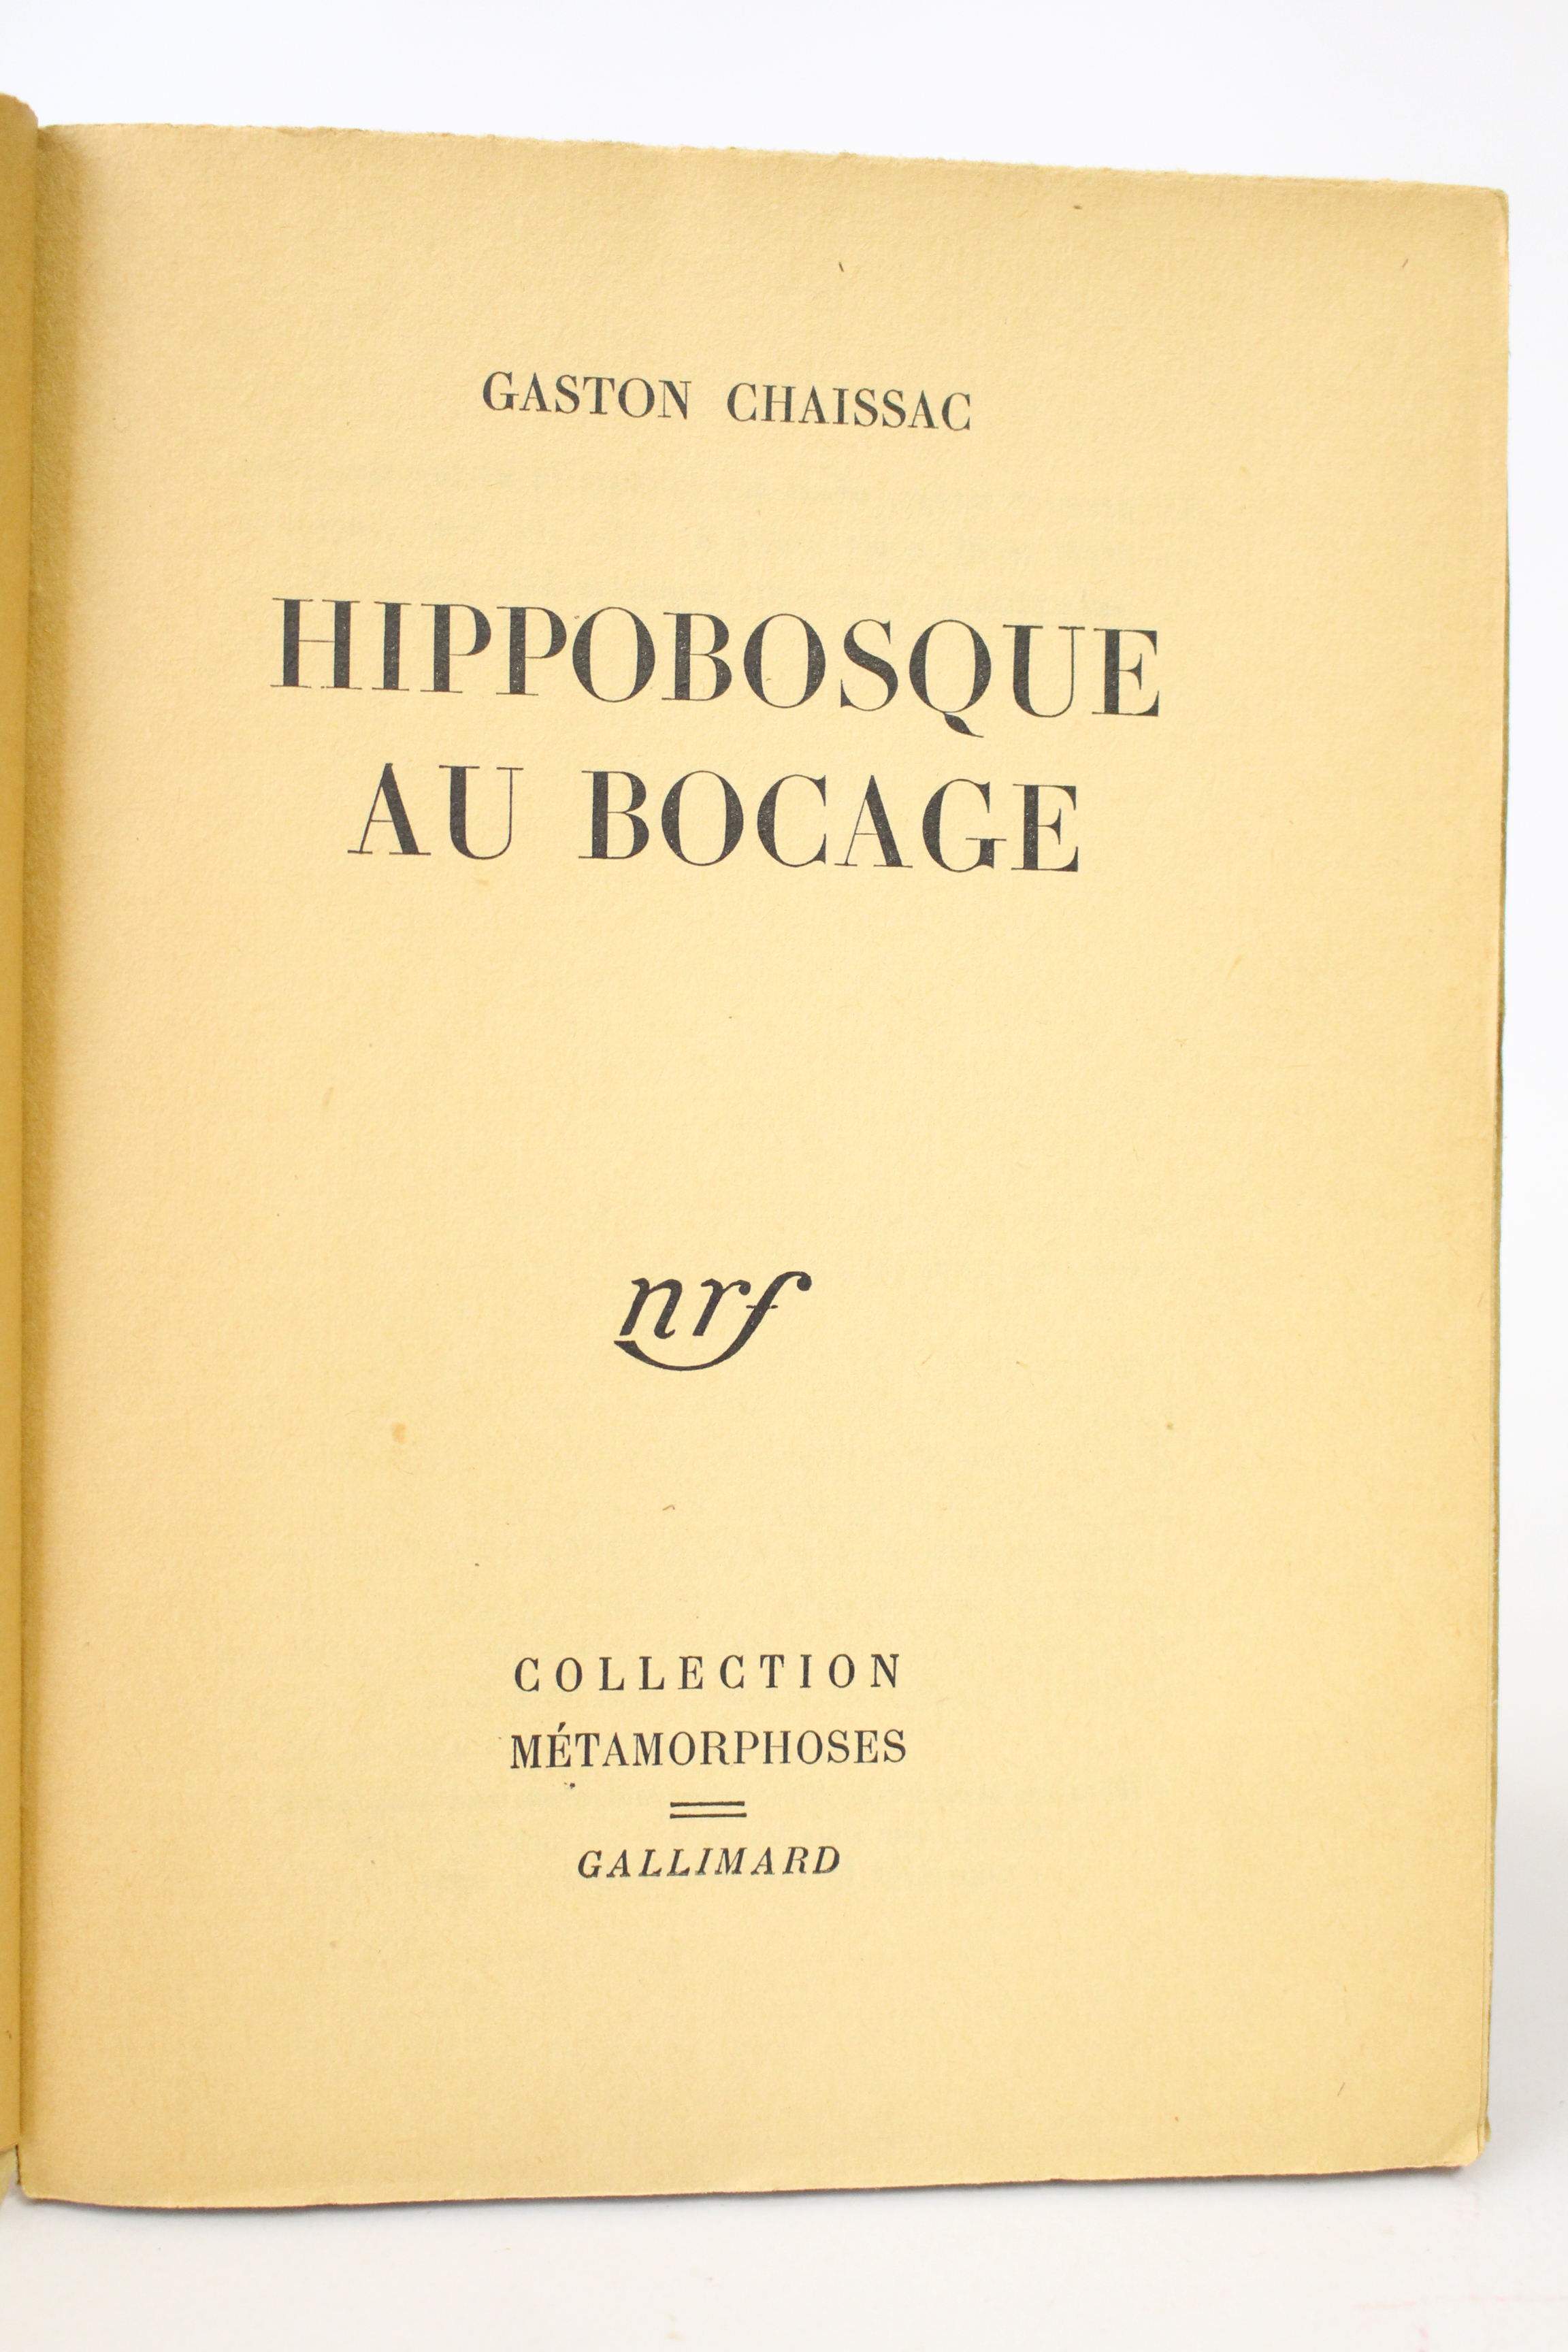 GASTON CHAISSAC
HIPPOBOSQUE
AU BOCAGE
nrf
COLLECTION
MÉTAMORPHOSES
GALLIMARD